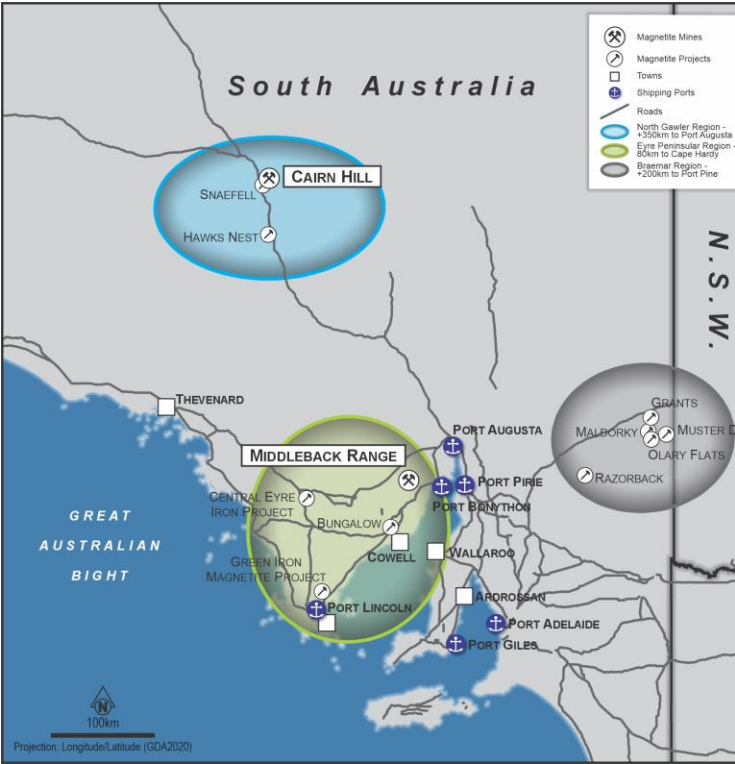 South Australia
Magnetite Mines
Magnetite Projects
Towns
Shipping Ports
Roads
North Gawler Region -
+350km to Port Augusta
Eyre Peninsular Region -
80km to Cape Hardy
Braemar Region -
+200km to Port Pine
CAIRN HILL
SNAEFELL
HAWKS NEST
N.S.W.
THEVENARD
GRANTS
MALDORKY
MUSTER D
OLARY FLATS
RAZORBACK
PORT AUGUSTA
MIDDLEBACK RANGE
PORT PIRIE
PORT BONYTHON
CENTRAL EYRE
IRON PROJECT
BUNGALOW
COWELL
WALLAROO
GREAT
AUSTRALIAN
BIGHT
GREEN IRON
MAGNETITE PROJECT
PORT LINCOLN
ARDROSSAN
PORT ADELAIDE
PORT GILES
N
100km
Projection: Longitude/Latitude (GDA2020)